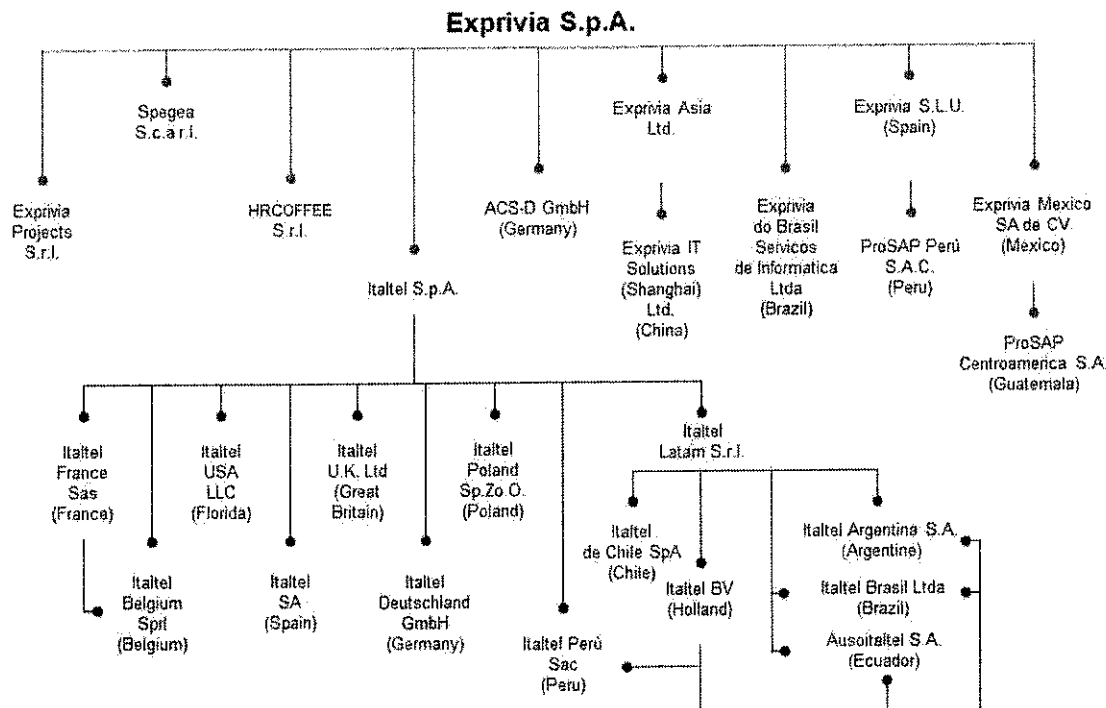 Exprivia S.p.A.
Spegea
S.c.a r.l.
Exprivia Asia
Ltd.
Exprivia S.L.U.
(Spain)
Exprivia
Projects
S.r.l.
HRCOFFEE
S.r.l.
ACS-D GmbH
(Germany)
Exprivia IT
Solutions
(Shanghai)
Ltd.
(China)
Exprivia
do Brasil
Seivicos
de Informatica
Ltda
(Brazil)
ProSAP Perú
S.A.C.
(Peru)
Exprivia Mexico
SA de CV.
(Mexico)
Italtel S.p.A.
ProSAP
Centroamerica S.A.
(Guatemala)
Italtel
France
Sas
(France)
Italtel
USA
LLC
(Florida)
Italtel
U.K. Ltd
(Great
Britain)
Italtel
Poland
Sp.Zo.O.
(Poland)
Italtel
Latam S.r.l.
Italtel
de Chile SpA
(Chile)
Italtel Argentina S.A.
(Argentine)
Italtel
Belgium
Sprl
(Belgium)
Italtel
SA
(Spain)
Italtel
Deutschland
GmbH
(Germany)
Italtel BV
(Holland)
Italtel Brasil Ltda
(Brazil)
Italtel Perú
Sac
(Peru)
Ausoitaltel S.A.
(Ecuador)